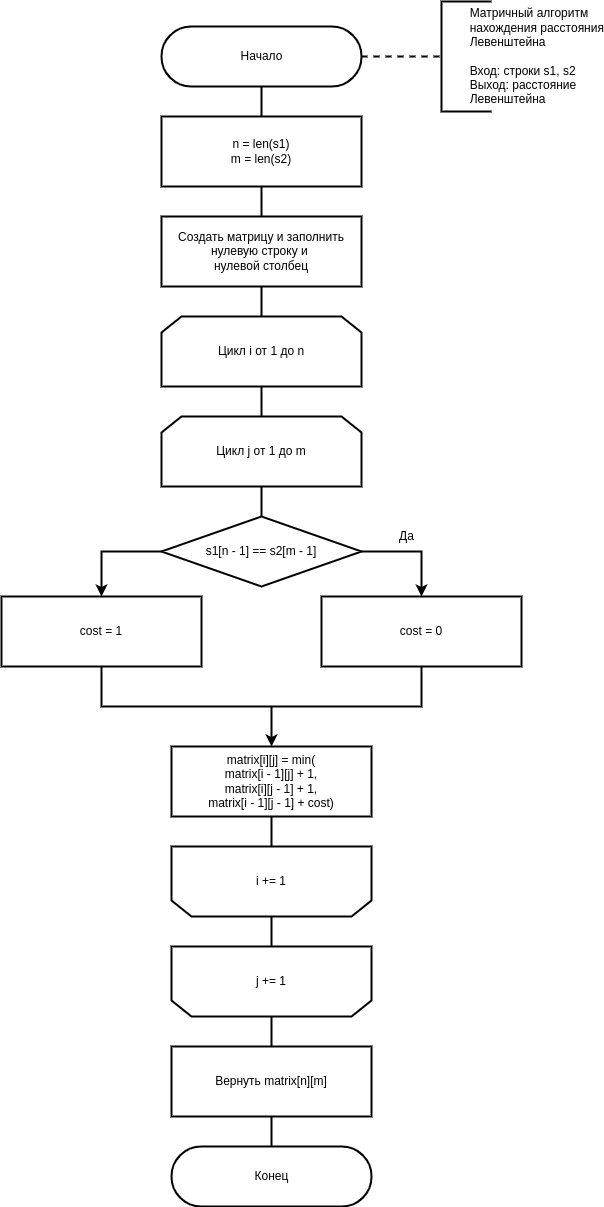 Матричный алгоритм
нахождения расстояния
Левенштейна
Вход: строки s1, s2
Выход: расстояние
Левенштейна
Начало
n = len(s1)
m = len(s2)
Создать матрицу и заполнить
нулевую строку и
нулевой столбец
Цикл i от 1 до n
Цикл j от 1 до m
s1[n - 1] == s2[m - 1]
Да
cost = 1
cost = 0
matrix[i][j] = min(
matrix[i - 1][j] + 1,
matrix[i][j - 1] + 1,
matrix[i - 1][j - 1] + cost)
i += 1
j += 1
Вернуть matrix[n][m]
Конец